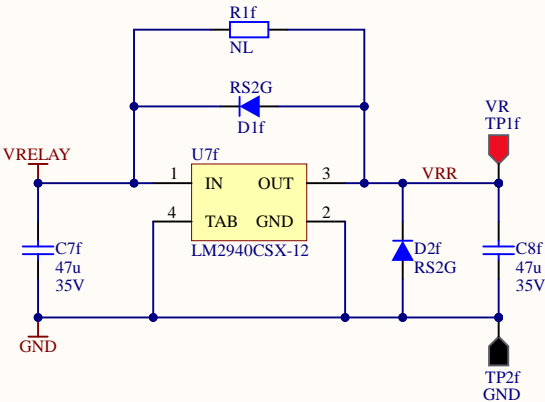 R1f
NL
RS2G
D1f
VR
TP1f
VRELAY
U7f
1
IN
OUT
3
VRR
4
TAB
GND
2
C7f
47u
35V
LM2940CSX-12
D2f
RS2G
C8f
47u
35V
GND
TP2f
GND